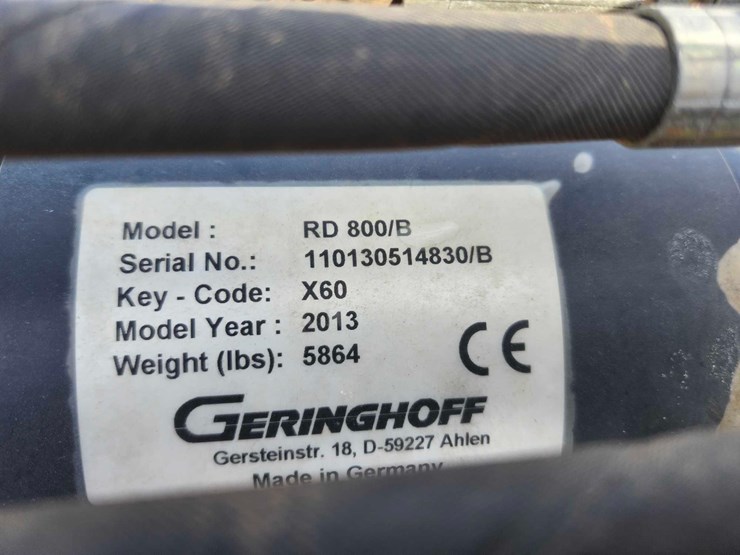 Model : RD 800/B
Serial No.: 110130514830/B
Key - Code: X60
Model Year : 2013
Weight (lbs): 5864
CE
GERINGHOFF
Gersteinstr. 18, D-59227 Ahlen
Made in Germany